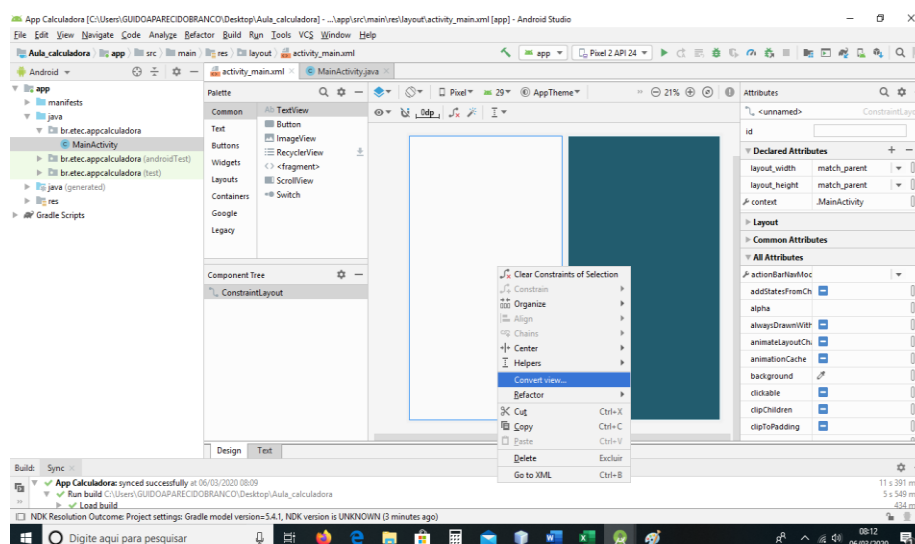 App Calculadora [C:\Users\GUIDOAPARECIDOBRANCO\Desktop\Aula_calculadora] - ...\app\src\main\res\layout\activity_main.xml [app] - Android Studio
File Edit View Navigate Code Analyze Refactor Build Run Tools VCS Window Help
Aula_calculadora app src main res layout activity_main.xml
app Pixel 2 API 24
Android
activity_main.xml
MainActivity.java
app
manifests
java
br.etec.appcalculadora
MainActivity
br.etec.appcalculadora (androidTest)
br.etec.appcalculadora (test)
java (generated)
res
Gradle Scripts
Palette
Common
Text
Buttons
Widgets
Layouts
Containers
Google
Legacy
Ab TextView
Button
ImageView
RecyclerView
<fragment>
ScrollView
Switch
Component Tree
ConstraintLayout
Pixel 29 AppTheme 21%
0dp
Clear Constraints of Selection
Constrain
Organize
Align
Chains
Center
Helpers
Convert view...
Refactor
Cut Ctrl+X
Copy Ctrl+C
Paste Ctrl+V
Delete Excluir
Go to XML Ctrl+B
Attributes
<unnamed> ConstraintLayo
id
Declared Attributes
layout_width match_parent
layout_height match_parent
context .MainActivity
Layout
Common Attributes
All Attributes
actionBarNavMod
addStatesFromCh
alpha
alwaysDrawnWith
animateLayoutCh
animationCache
background
clickable
clipChildren
clipToPadding
Design Text
Build: Sync
App Calculadora: synced successfully at 06/03/2020 08:09 11 s 391 m
Run build C:\Users\GUIDOAPARECIDOBRANCO\Desktop\Aula_calculadora 5 s 549 m
Load build 434 m
NDK Resolution Outcome: Project settings: Gradle model version=5.4.1, NDK version is UNKNOWN (3 minutes ago)
Digite aqui para pesquisar
08:12
06/03/2020